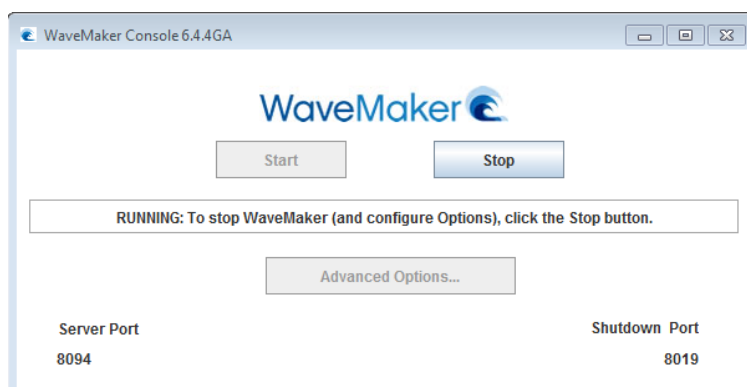 WaveMaker Console 6.4.4GA
WaveMaker
Start Stop
RUNNING: To stop WaveMaker (and configure Options), click the Stop button.
Advanced Options...
Server Port Shutdown Port
8094 8019